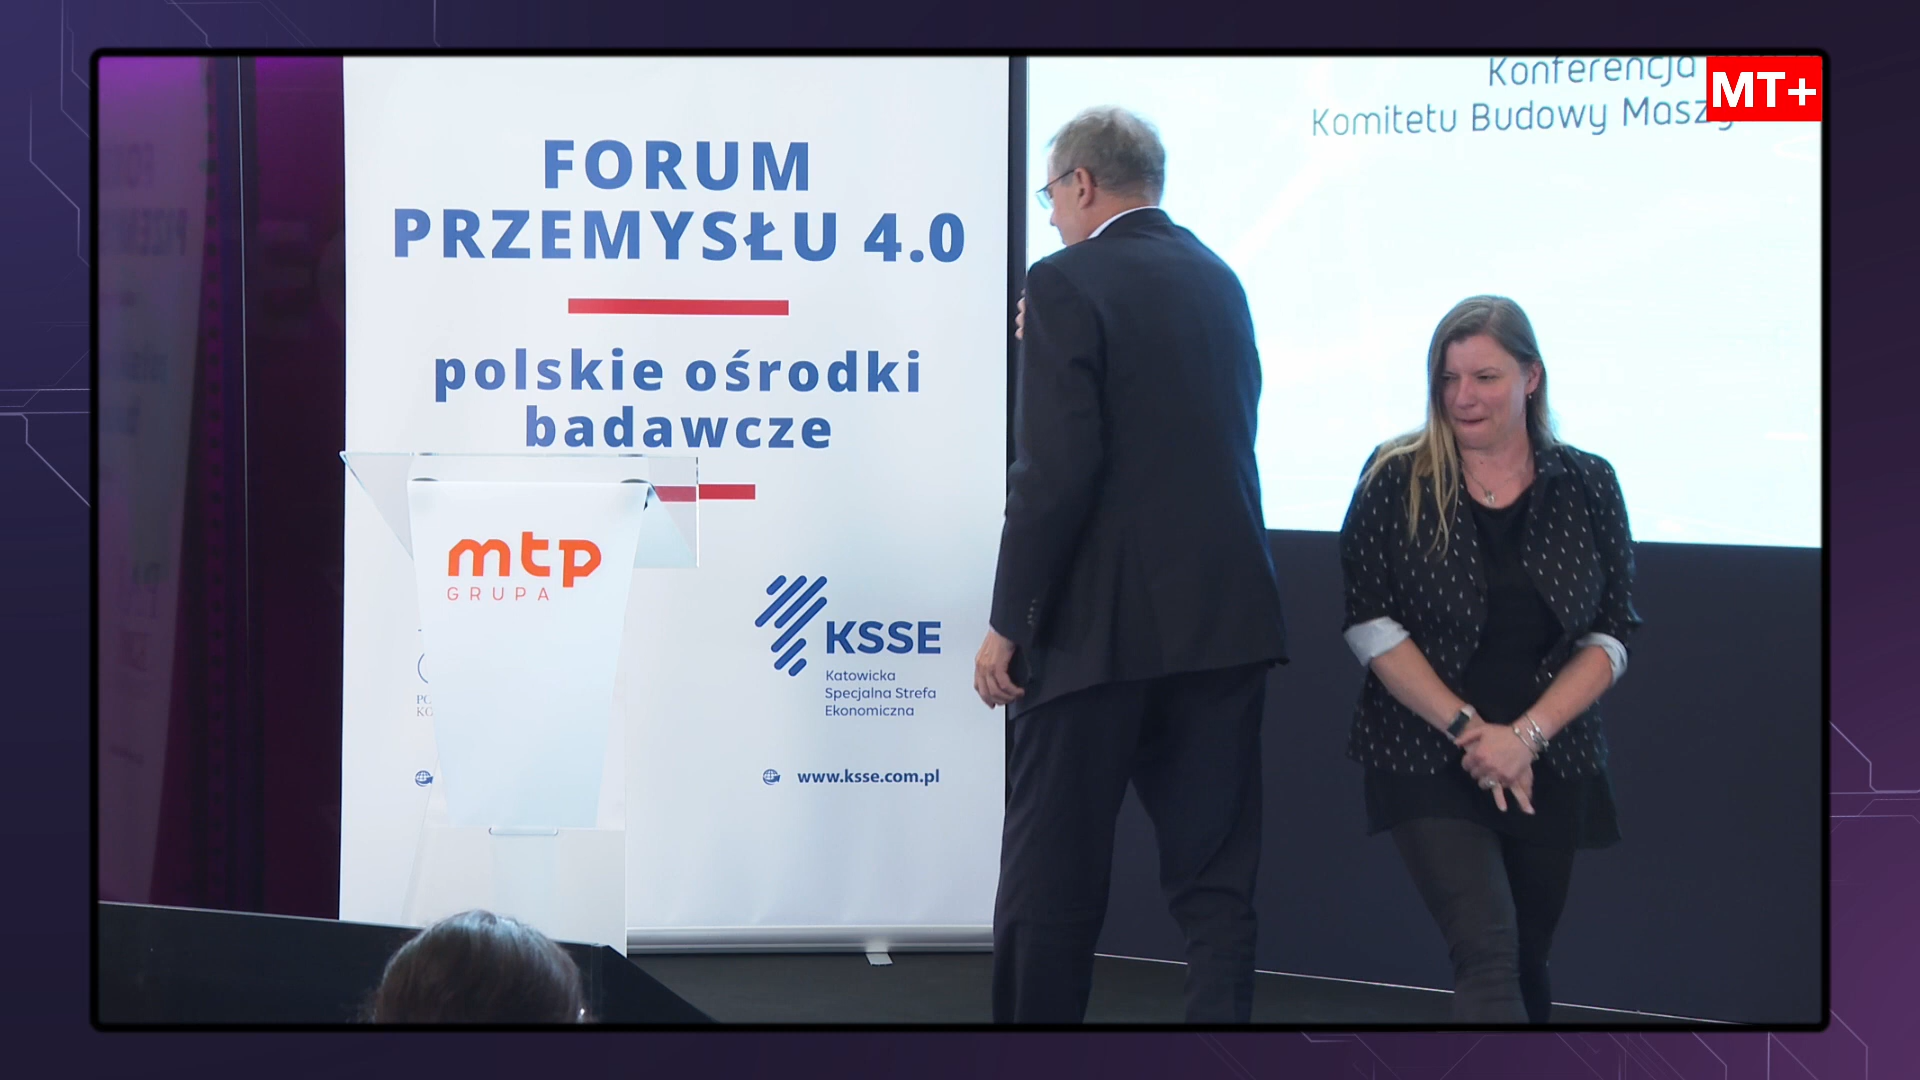 FORUM
PRZEMYSŁU 4.0
polskie ośrodki
badawcze
mtp
GRUPA
KSSE
Katowicka
Specjalna Strefa
Ekonomiczna
www.ksse.com.pl
Konferencja
Komitetu Budowy
MT+